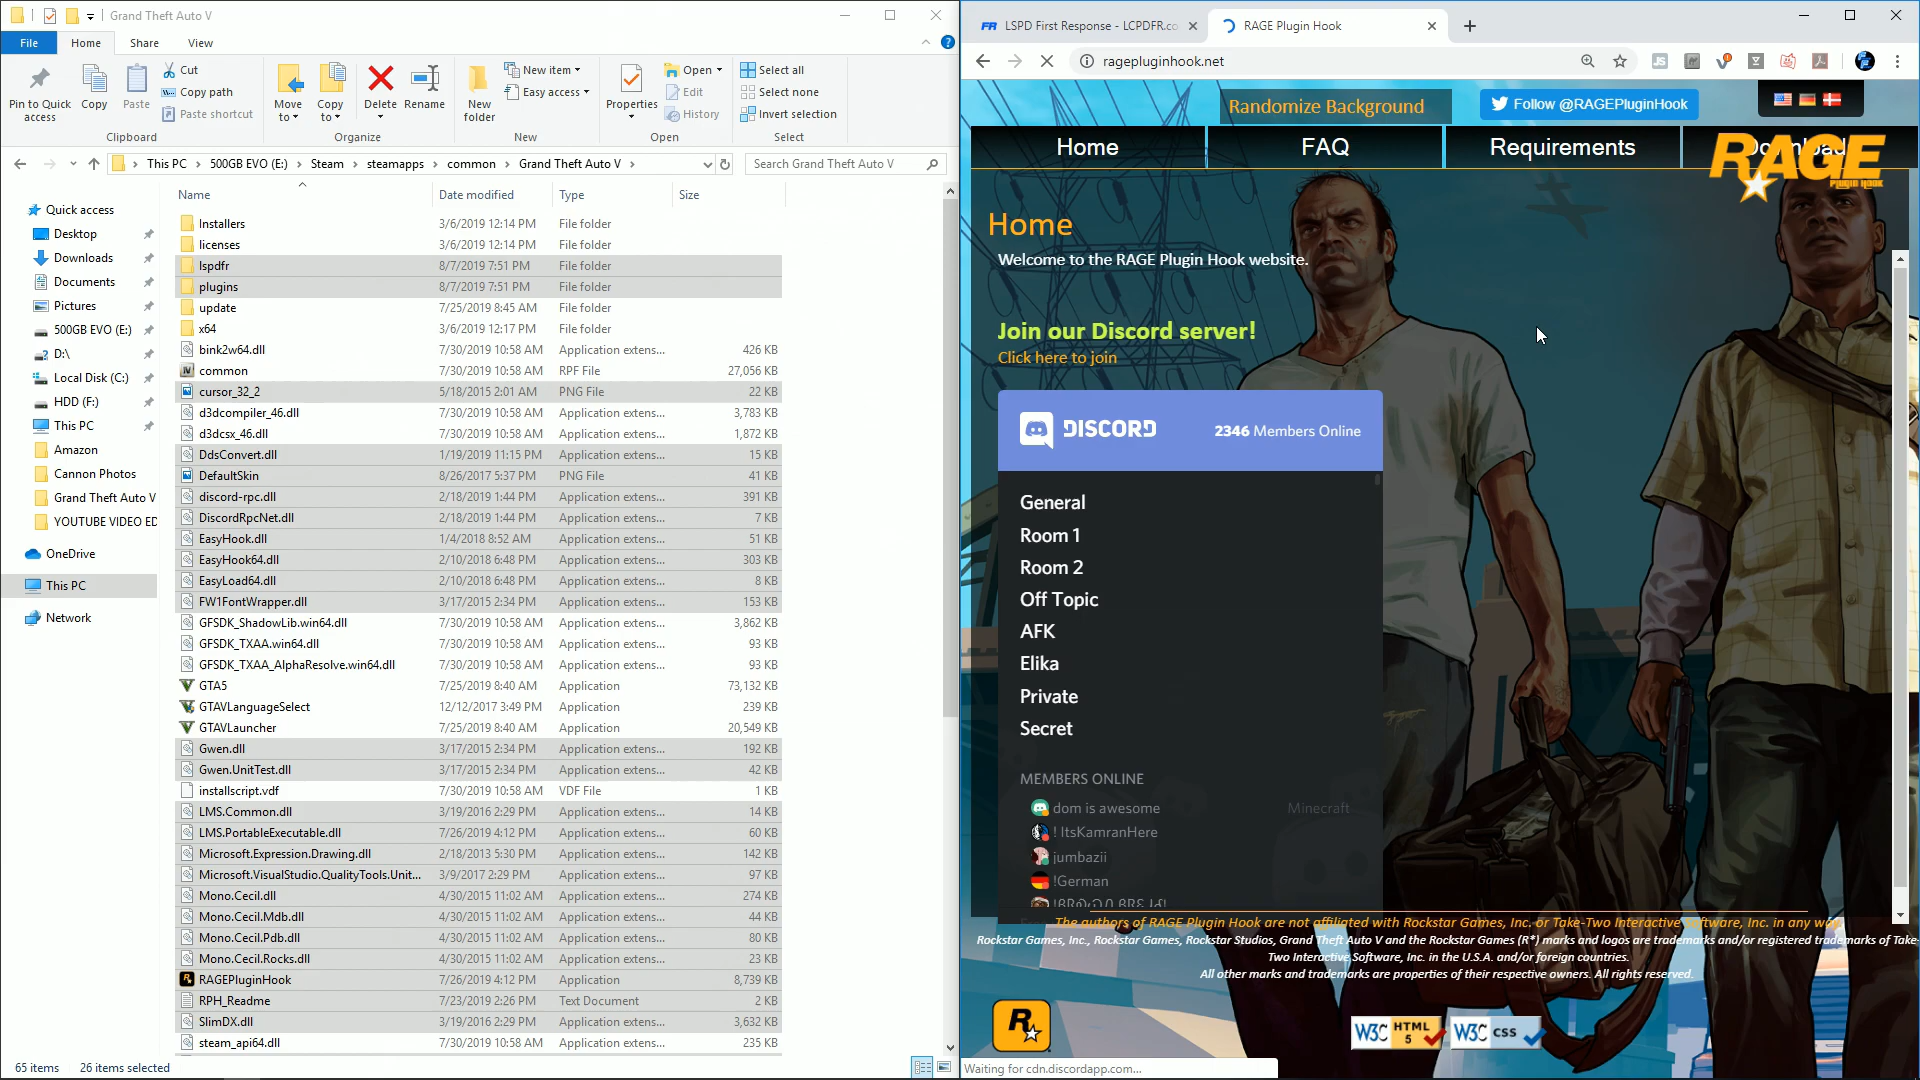 Grand Theft Auto V
File Home Share View
Pin to Quick access
Copy
Paste
Cut
Copy path
Paste shortcut
Move to
Copy to
Delete
Rename
New folder
New item
Easy access
Properties
Open
Edit
History
Select all
Select none
Invert selection
Clipboard Organize New Open Select
This PC > 500GB EVO (E:) > Steam > steamapps > common > Grand Theft Auto V >
Search Grand Theft Auto V
Quick access
Desktop
Downloads
Documents
Pictures
500GB EVO (E:)
D:\
Local Disk (C:)
HDD (F:)
This PC
Amazon
Cannon Photos
Grand Theft Auto V
YOUTUBE VIDEO ED
OneDrive
This PC
Network
Name Date modified Type Size
Installers 3/6/2019 12:14 PM File folder
licenses 3/6/2019 12:14 PM File folder
lspdfr 8/7/2019 7:51 PM File folder
plugins 8/7/2019 7:51 PM File folder
update 7/25/2019 8:45 AM File folder
x64 3/6/2019 12:17 PM File folder
bink2w64.dll 7/30/2019 10:58 AM Application extens... 426 KB
common 7/30/2019 10:58 AM RPF File 27,056 KB
cursor_32_2 5/18/2015 2:01 AM PNG File 22 KB
d3dcompiler_46.dll 7/30/2019 10:58 AM Application extens... 3,783 KB
d3dcsx_46.dll 7/30/2019 10:58 AM Application extens... 1,872 KB
DdsConvert.dll 1/19/2019 11:15 PM Application extens... 15 KB
DefaultSkin 8/26/2017 5:37 PM PNG File 41 KB
discord-rpc.dll 2/18/2019 1:44 PM Application extens... 391 KB
DiscordRpcNet.dll 2/18/2019 1:44 PM Application extens... 7 KB
EasyHook.dll 1/4/2018 8:52 AM Application extens... 51 KB
EasyHook64.dll 2/10/2018 6:48 PM Application extens... 303 KB
EasyLoad64.dll 2/10/2018 6:48 PM Application extens... 8 KB
FW1FontWrapper.dll 3/17/2015 2:34 PM Application extens... 153 KB
GFSDK_ShadowLib.win64.dll 7/30/2019 10:58 AM Application extens... 3,862 KB
GFSDK_TXAA.win64.dll 7/30/2019 10:58 AM Application extens... 93 KB
GFSDK_TXAA_AlphaResolve.win64.dll 7/30/2019 10:58 AM Application extens... 93 KB
GTA5 7/25/2019 8:40 AM Application 73,132 KB
GTAVLanguageSelect 12/12/2017 3:49 PM Application 239 KB
GTAVLauncher 7/25/2019 8:40 AM Application 20,549 KB
Gwen.dll 3/17/2015 2:34 PM Application extens... 192 KB
Gwen.UnitTest.dll 3/17/2015 2:34 PM Application extens... 42 KB
installscript.vdf 7/30/2019 10:58 AM VDF File 1 KB
LMS.Common.dll 3/19/2016 2:29 PM Application extens... 14 KB
LMS.PortableExecutable.dll 7/26/2019 4:12 PM Application extens... 60 KB
Microsoft.Expression.Drawing.dll 2/18/2013 5:30 PM Application extens... 142 KB
Microsoft.VisualStudio.QualityTools.Unit... 3/9/2017 2:29 PM Application extens... 97 KB
Mono.Cecil.dll 4/30/2015 11:02 AM Application extens... 274 KB
Mono.Cecil.Mdb.dll 4/30/2015 11:02 AM Application extens... 44 KB
Mono.Cecil.Pdb.dll 4/30/2015 11:02 AM Application extens... 80 KB
Mono.Cecil.Rocks.dll 4/30/2015 11:02 AM Application extens... 23 KB
RAGEPluginHook 7/26/2019 4:12 PM Application 8,739 KB
RPH_Readme 7/23/2019 2:26 PM Text Document 2 KB
SlimDX.dll 3/19/2016 2:29 PM Application extens... 3,632 KB
steam_api64.dll 7/30/2019 10:58 AM Application extens... 235 KB
65 items 26 items selected
FR LSPD First Response - LCPDFR.co
RAGE Plugin Hook
ragepluginhook.net
Randomize Background
Follow @RAGEPluginHook
Home FAQ Requirements Download
RAGE
PLUGIN HOOK
Home
Welcome to the RAGE Plugin Hook website.
Join our Discord server!
Click here to join
DISCORD
2346 Members Online
General
Room 1
Room 2
Off Topic
AFK
Elika
Private
Secret
MEMBERS ONLINE
dom is awesome Minecraft
! ItsKamranHere
jumbazii
!German
The authors of RAGE Plugin Hook are not affiliated with Rockstar Games, Inc. or Take-Two Interactive Software, Inc. in any way.
Rockstar Games, Inc., Rockstar Games, Rockstar Studios, Grand Theft Auto V and the Rockstar Games (R*) marks and logos are trademarks and/or registered trademarks of Take-
Two Interactive Software, Inc. in the U.S.A. and/or foreign countries.
All other marks and trademarks are properties of their respective owners. All rights reserved.
R
W3C HTML 5
W3C css
Waiting for cdn.discordapp.com...